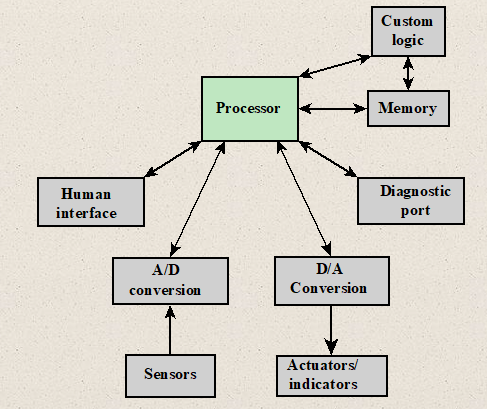 Custom
logic
Processor
Memory
Human
interface
Diagnostic
port
A/D
conversion
D/A
Conversion
Sensors
Actuators/
indicators